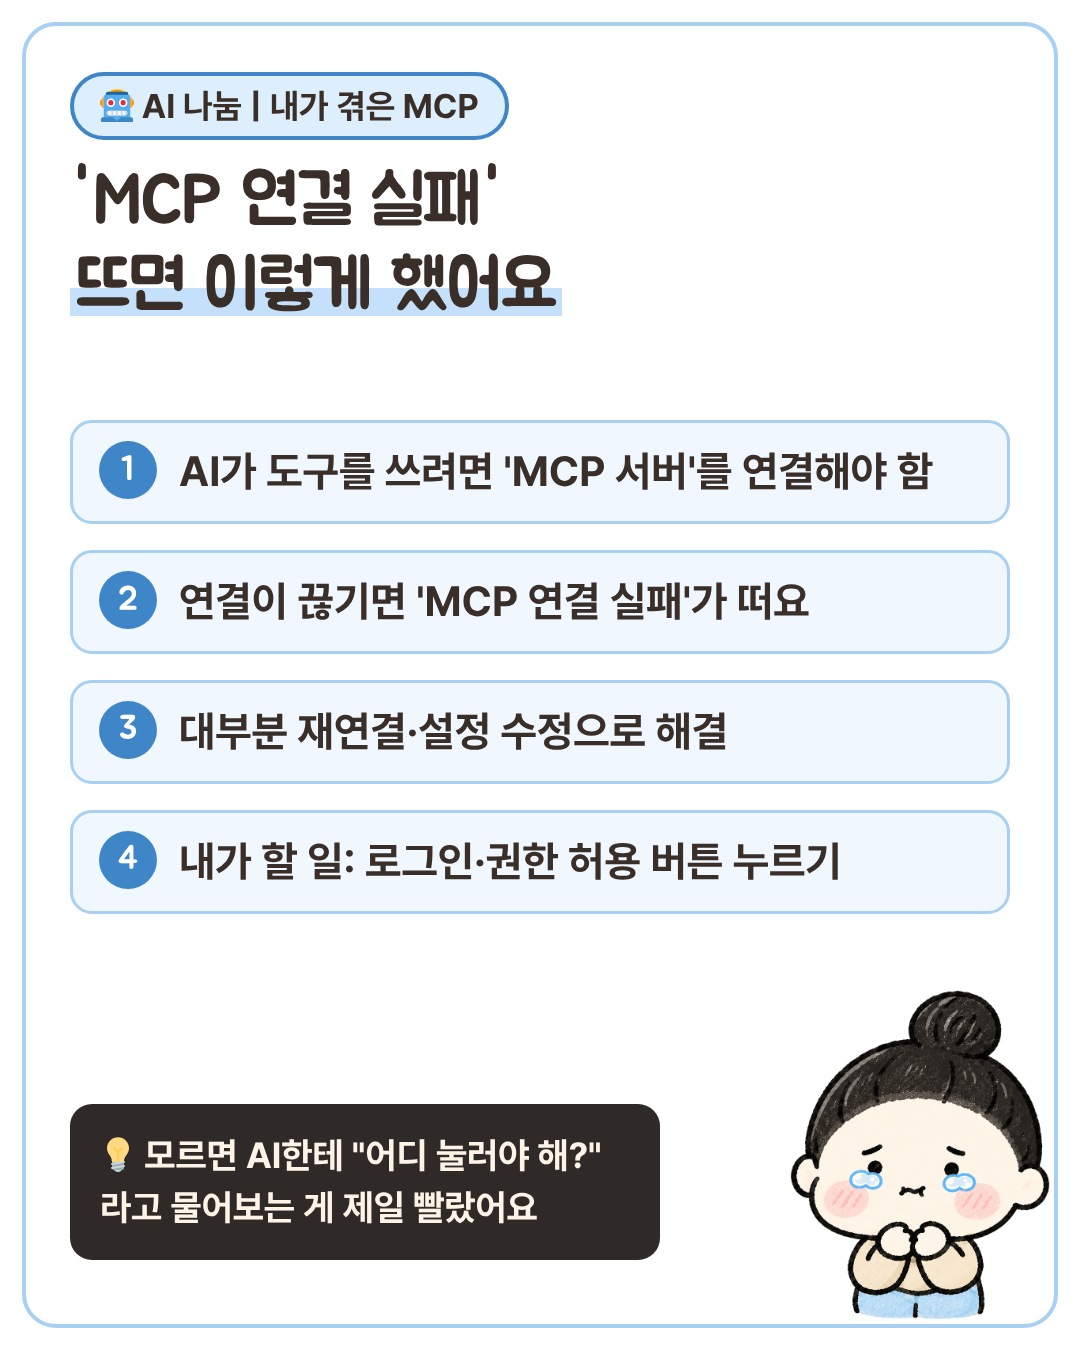 AI 나눔 | 내가 겪은 MCP
'MCP 연결 실패'
뜨면 이렇게 했어요
1 AI가 도구를 쓰려면 'MCP 서버'를 연결해야 함
2 연결이 끊기면 'MCP 연결 실패'가 떠요
3 대부분 재연결·설정 수정으로 해결
4 내가 할 일: 로그인·권한 허용 버튼 누르기
모르면 AI한테 "어디 눌러야 해?"
라고 물어보는 게 제일 빨랐어요